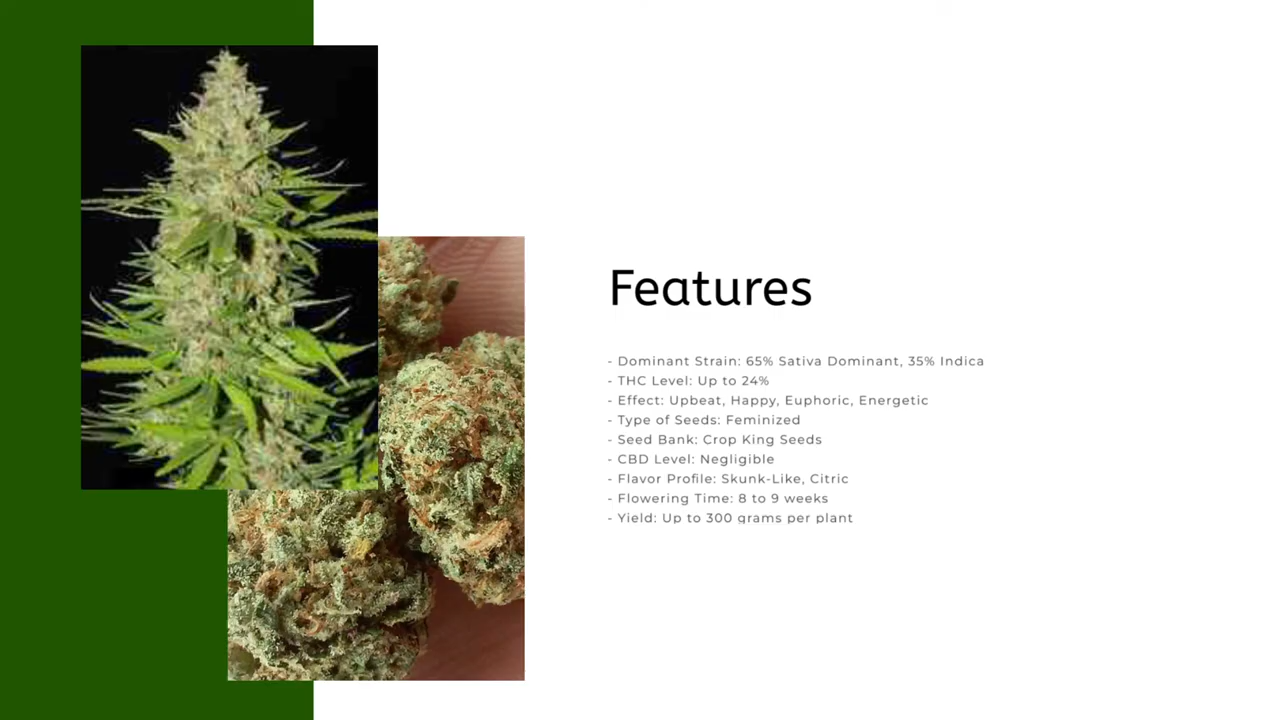 Features
- Dominant Strain: 65% Sativa Dominant, 35% Indica
- THC Level: Up to 24%
- Effect: Upbeat, Happy, Euphoric, Energetic
- Type of Seeds: Feminized
- Seed Bank: Crop King Seeds
- CBD Level: Negligible
- Flavor Profile: Skunk-Like, Citric
- Flowering Time: 8 to 9 weeks
- Yield: Up to 300 grams per plant